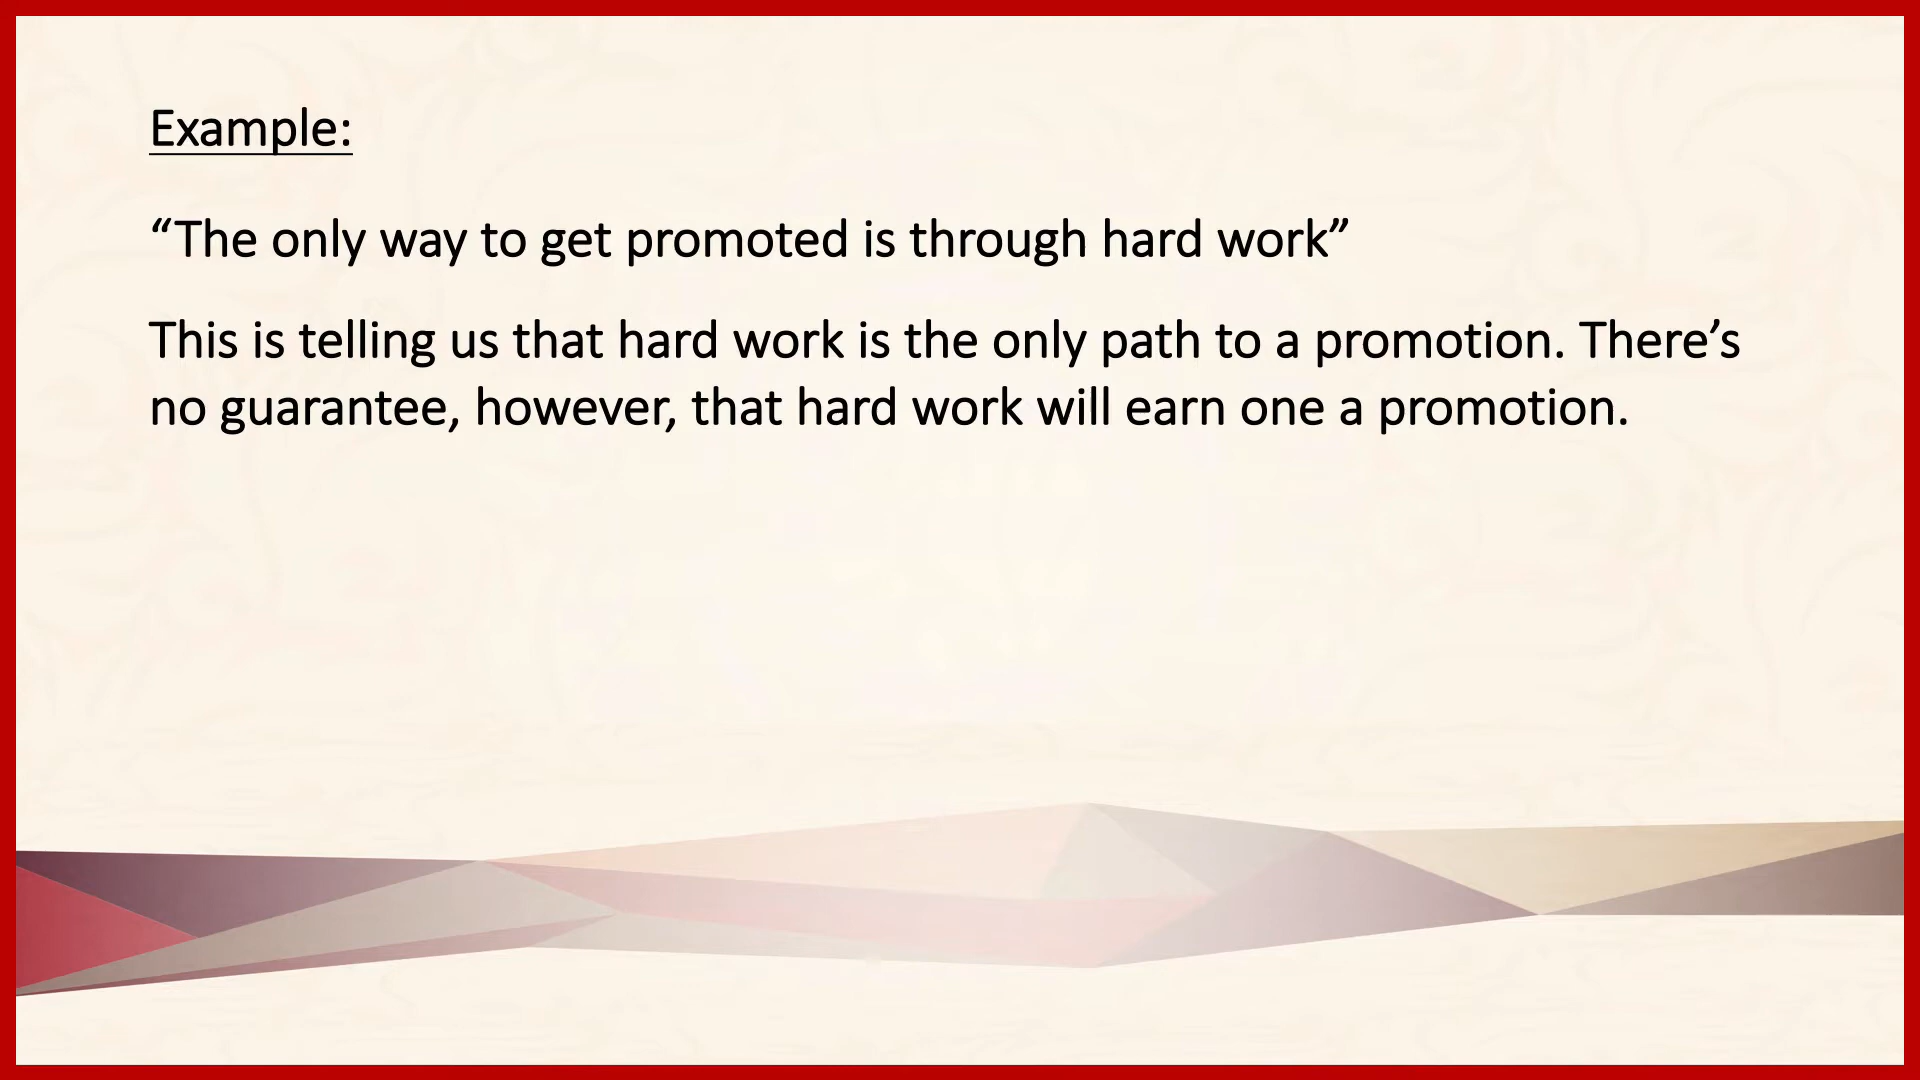 Example:
“The only way to get promoted is through hard work”
This is telling us that hard work is the only path to a promotion. There’s
no guarantee, however, that hard work will earn one a promotion.